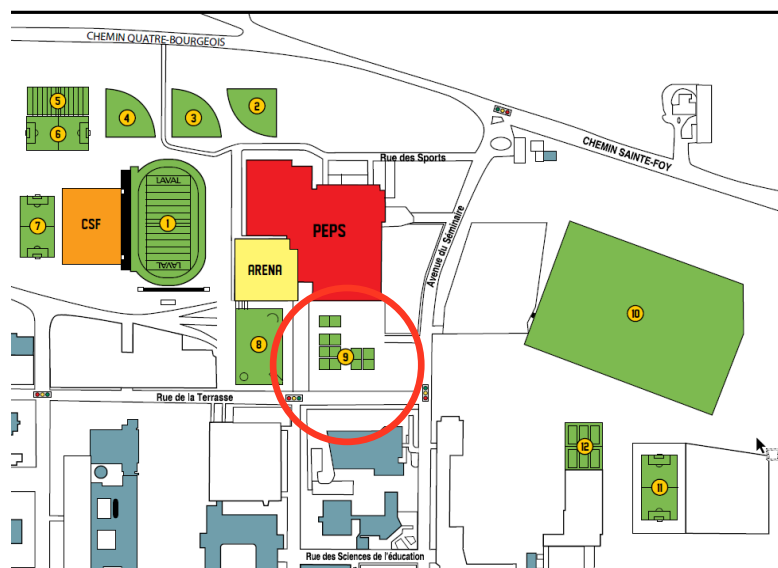 CHEMIN QUATRE-BOURGEOIS
5
4
3
2
6
CHEMIN SAINTE-FOY
Rue des Sports
LAVAL
7
CSF
1
PEPS
Avenue du Séminaire
LAVAL
ARENA
10
8
9
Rue de la Terrasse
12
11
Rue des Sciences de l'éducation